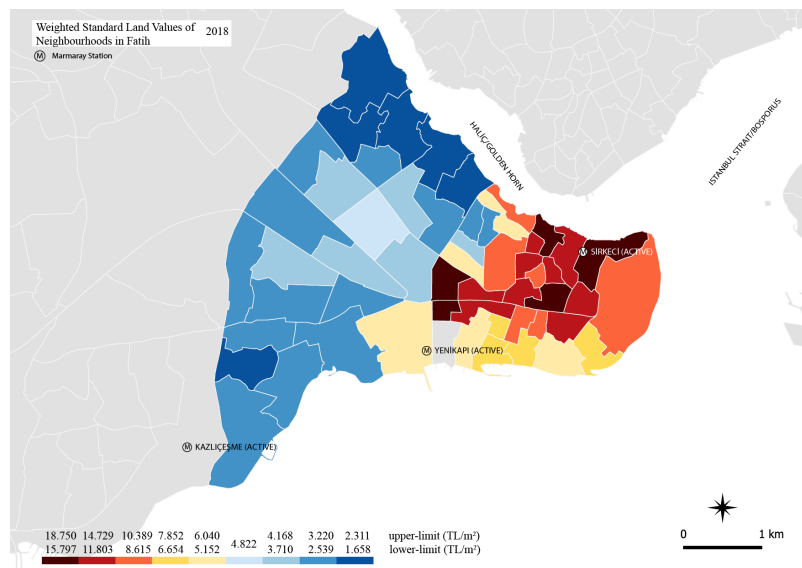 Weighted Standard Land Values of
Neighbourhoods in Fatih
2018
M Marmaray Station
HALİÇ/GOLDEN HORN
ISTANBUL STRAIT/BOSPORUS
M SİRKECİ (ACTIVE)
M YENİKAPI (ACTIVE)
M KAZLIÇEŞME (ACTIVE)
18.750 14.729 10.389 7.852 6.040 4.168 3.220 2.311 upper-limit (TL/m²)
4.822
15.797 11.803 8.615 6.654 5.152 3.710 2.539 1.658 lower-limit (TL/m²)
0 1 km